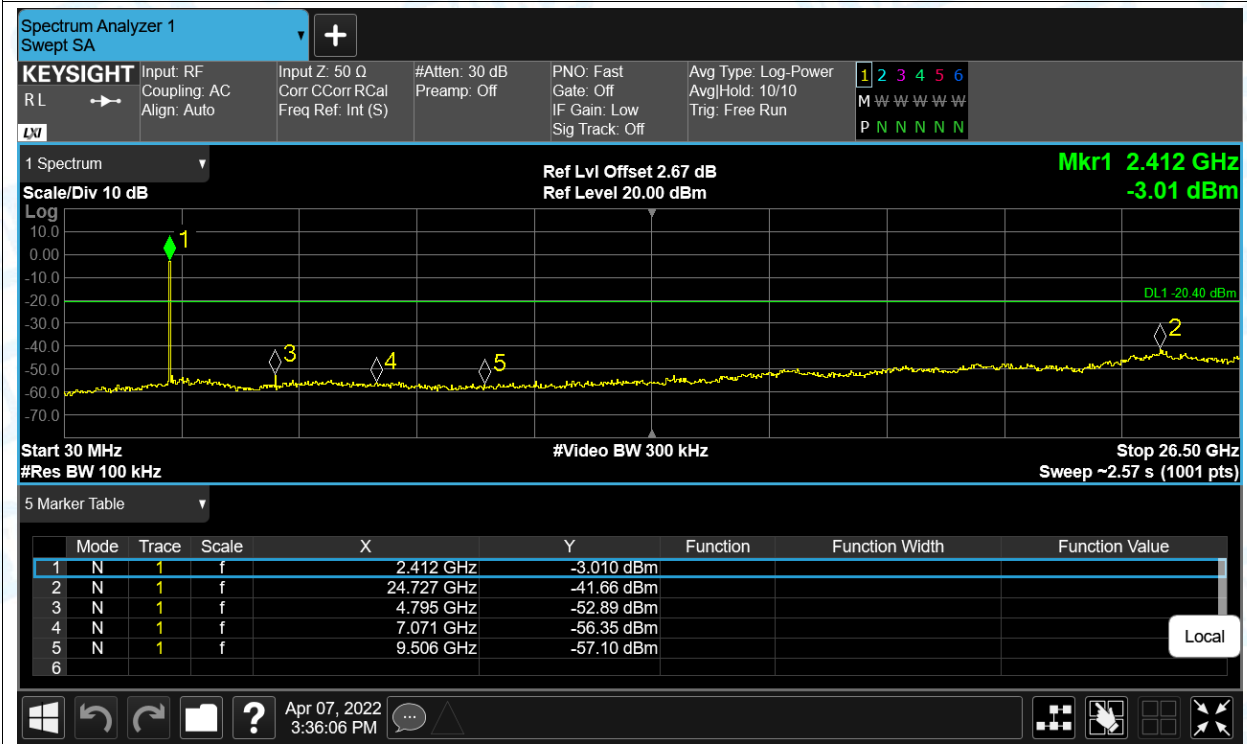 Spectrum Analyzer 1
Swept SA
+
KEYSIGHT
R L
LXI
Input: RF
Coupling: AC
Align: Auto
Input Z: 50 Ω
Corr CCorr RCal
Freq Ref: Int (S)
#Atten: 30 dB
Preamp: Off
PNO: Fast
Gate: Off
IF Gain: Low
Sig Track: Off
Avg Type: Log-Power
Avg|Hold: 10/10
Trig: Free Run
1 2 3 4 5 6
M W W W W W
P N N N N N
1 Spectrum
Scale/Div 10 dB
Ref Lvl Offset 2.67 dB
Ref Level 20.00 dBm
Mkr1 2.412 GHz
-3.01 dBm
Log
10.0
0.00
-10.0
-20.0
-30.0
-40.0
-50.0
-60.0
-70.0
1
DL1 -20.40 dBm
2
3
4
5
Start 30 MHz
#Res BW 100 kHz
#Video BW 300 kHz
Stop 26.50 GHz
Sweep ~2.57 s (1001 pts)
5 Marker Table
Mode Trace Scale X Y Function Function Width Function Value
1 N 1 f 2.412 GHz -3.010 dBm
2 N 1 f 24.727 GHz -41.66 dBm
3 N 1 f 4.795 GHz -52.89 dBm
4 N 1 f 7.071 GHz -56.35 dBm
5 N 1 f 9.506 GHz -57.10 dBm
6
Local
?
Apr 07, 2022
3:36:06 PM